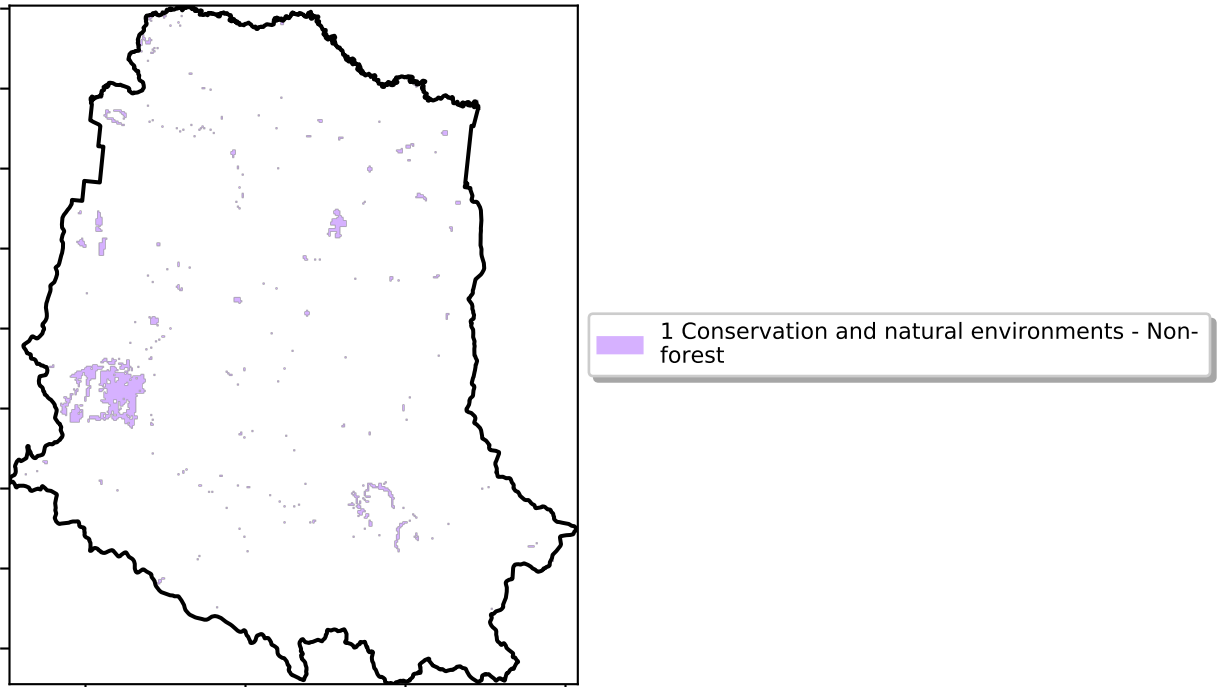 1 Conservation and natural environments - Non-
forest